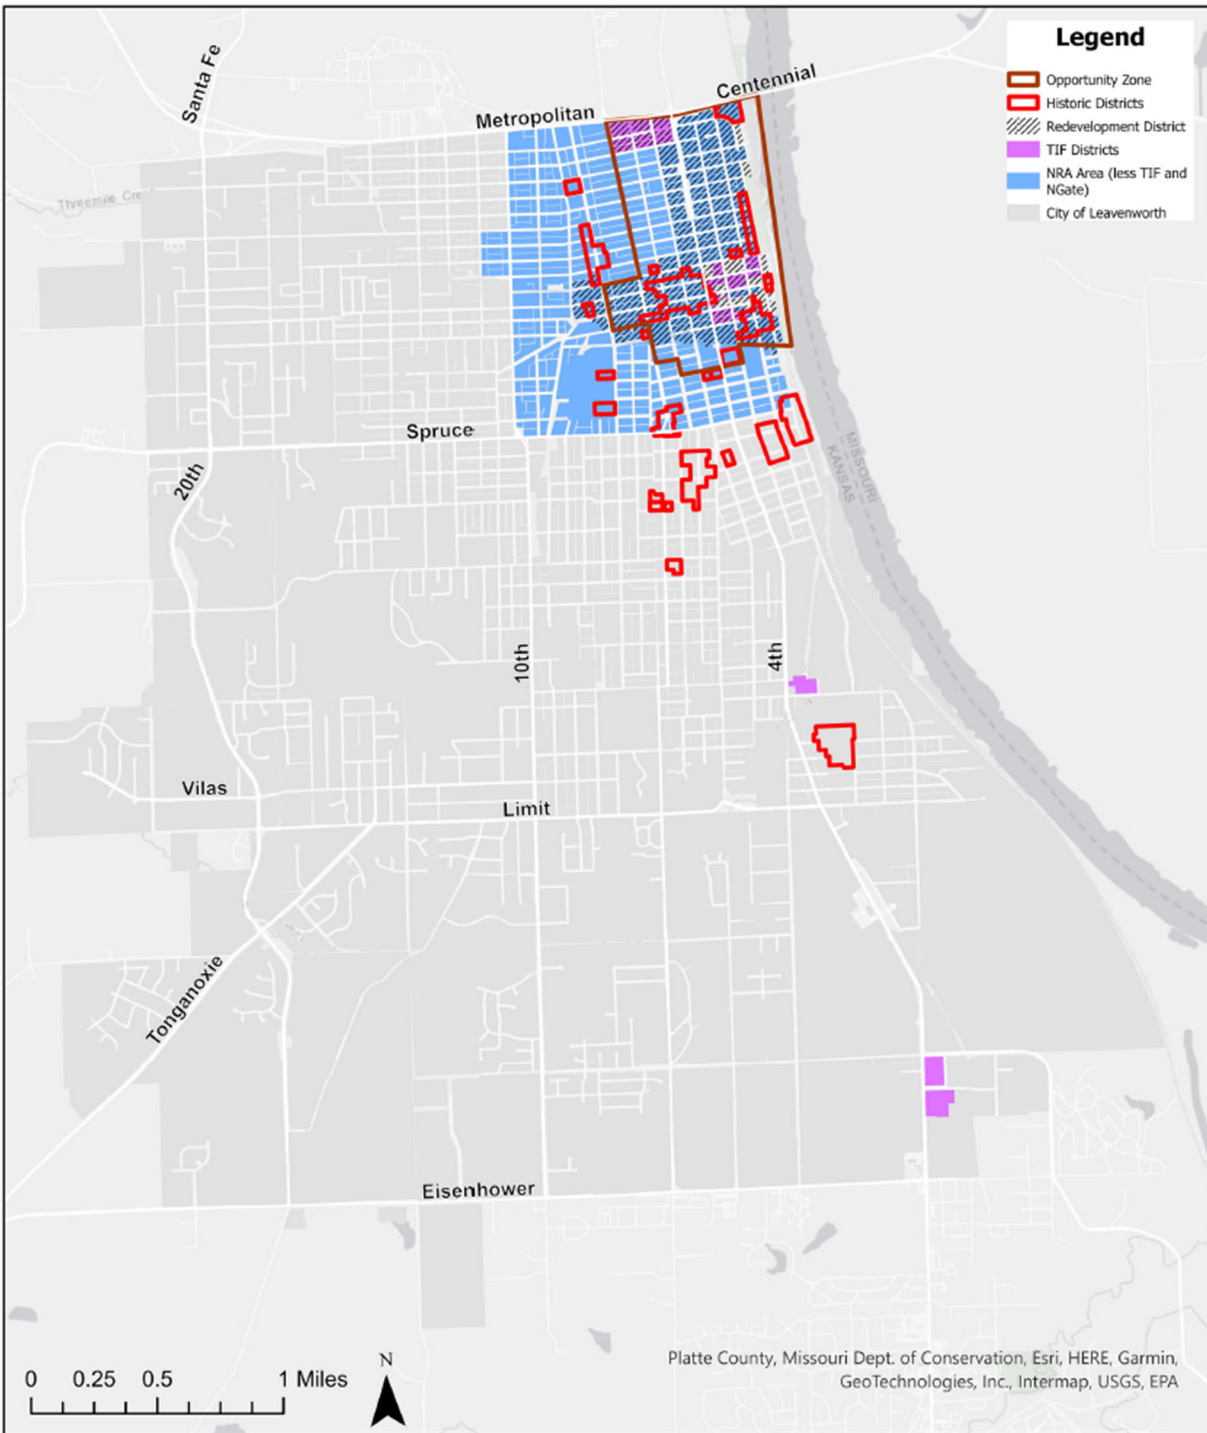 Legend
Opportunity Zone
Historic Districts
Redevelopment District
TIF Districts
NRA Area (less TIF and
NGate)
City of Leavenworth
Santa Fe
Centennial
Metropolitan
Threemile Cre
Spruce
20th
MISSOURI
KANSAS
10th
4th
Vilas
Limit
Tonganoxie
Eisenhower
0 0.25 0.5 1 Miles
N
Platte County, Missouri Dept. of Conservation, Esri, HERE, Garmin,
GeoTechnologies, Inc., Intermap, USGS, EPA